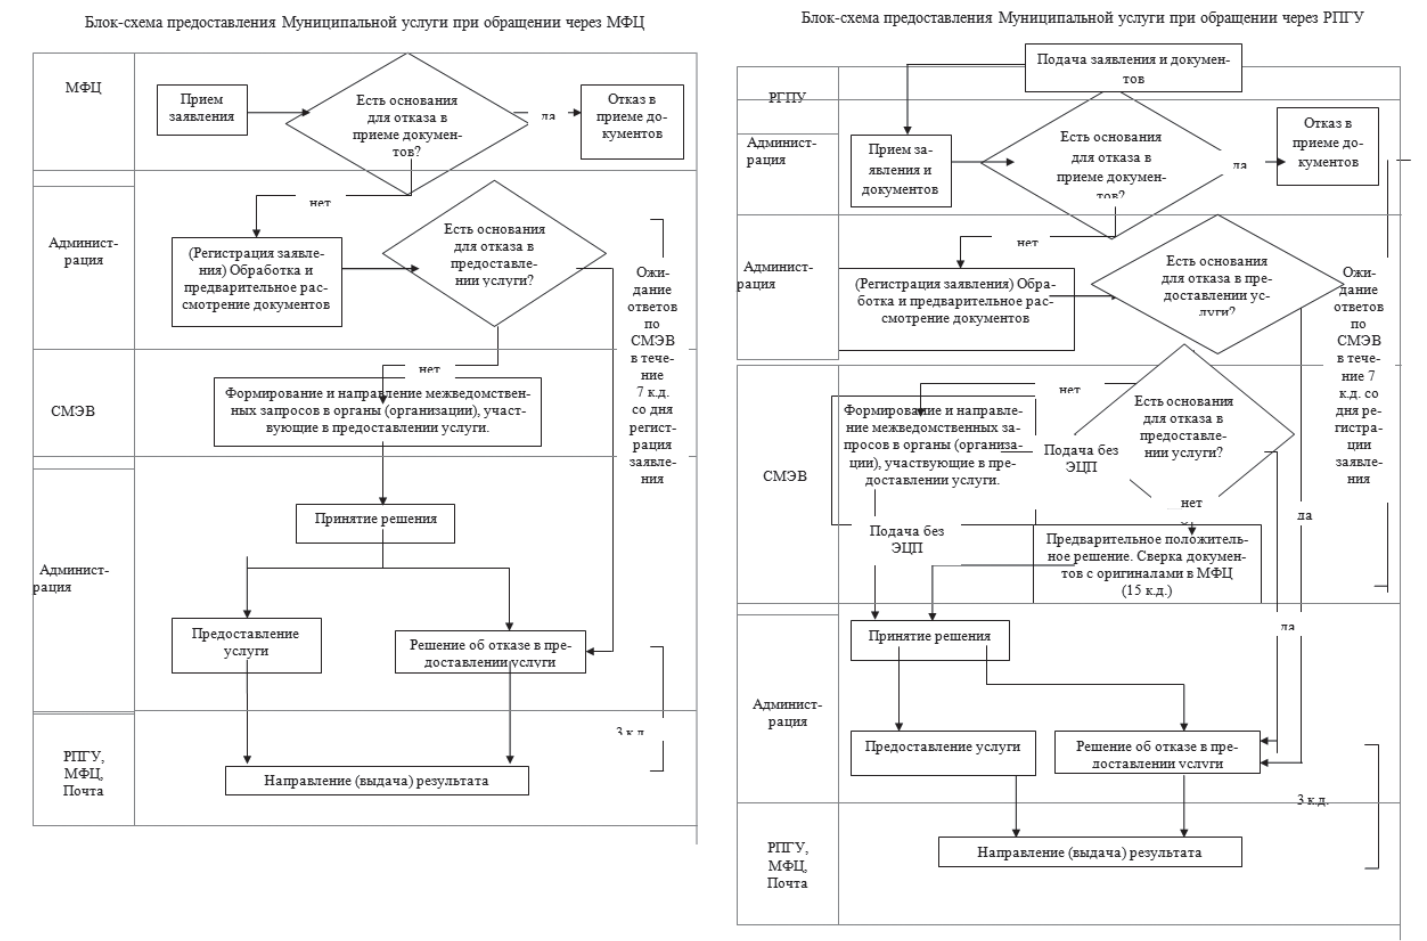 Блок-схема предоставления Муниципальной услуги при обращении через МФЦ
МФЦ
Прием
заявления
Есть основания
для отказа в
приеме докумен-
тов?
да
Отказ в
приеме до-
кументов
нет
Админист-
рация
(Регистрация заявле-
ния) Обработка и
предварительное рас-
смотрение документов
Есть основания
для отказа в
предоставле-
нии услуги?
Ожи-
дание
ответов
по
СМЭВ
в тече-
ние
7 к.д.
со дня
регист-
рация
заявле-
ния
нет
СМЭВ
Формирование и направление межведомствен-
ных запросов в органы (организации), участ-
вующие в предоставлении услуги.
Админист-
рация
Принятие решения
Предоставление
услуги
Решение об отказе в пре-
доставлении услуги
3 к.д.
РПГУ,
МФЦ,
Почта
Направление (выдача) результата
Блок-схема предоставления Муниципальной услуги при обращении через РПГУ
Подача заявления и докумен-
тов
РГПУ
Админист-
рация
Прием за-
явления и
документов
Есть основания
для отказа в
приеме докумен-
тов?
да
Отказ в
приеме до-
кументов
нет
Админист-
рация
(Регистрация заявления) Обра-
ботка и предварительное рас-
смотрение документов
Есть основания
для отказа в пре-
доставлении ус-
луги?
Ожи-
дание
ответов
по
СМЭВ
в тече-
ние 7
к.д. со
дня ре-
гистра-
ции
заявле-
ния
нет
СМЭВ
Формирование и направле-
ние межведомственных за-
просов в органы (организа-
ции), участвующие в пре-
доставлении услуги.
Подача без
ЭЦП
Есть основания
для отказа в
предоставле-
нии услуги?
нет
да
Подача без
ЭЦП
Предварительное положитель-
ное решение. Сверка докумен-
тов с оригиналами в МФЦ
(15 к.д.)
да
Админист-
рация
Принятие решения
Предоставление услуги
Решение об отказе в пре-
доставлении услуги
3 к.д.
РПГУ,
МФЦ,
Почта
Направление (выдача) результата